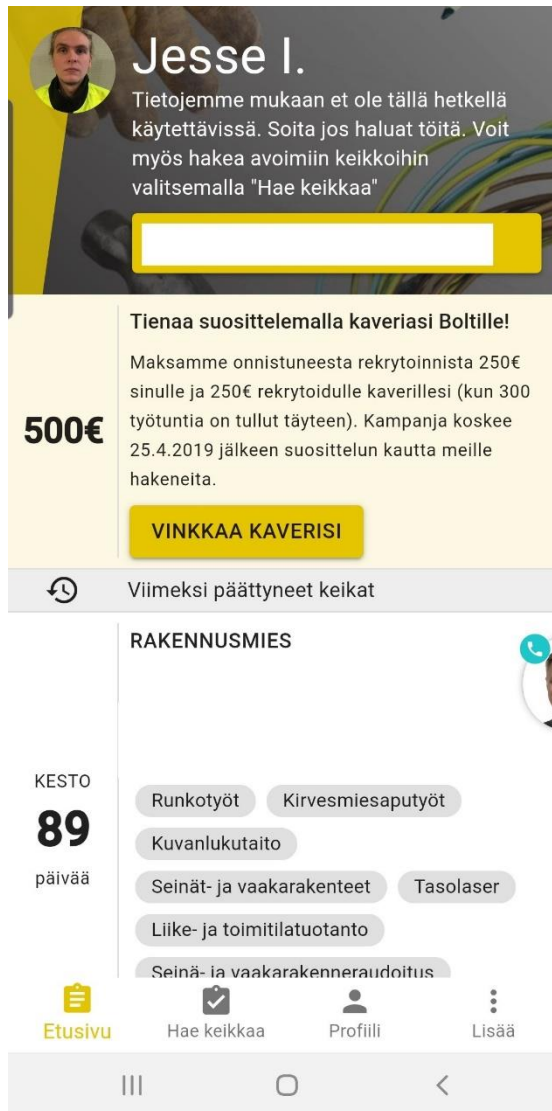 Jesse I.
Tietojemme mukaan et ole tällä hetkellä
käytettävissä. Soita jos haluat töitä. Voit
myös hakea avoimiin keikkoihin
valitsemalla "Hae keikkaa"
Tienaa suosittelemalla kaveriasi Boltille!
500€
Maksamme onnistuneesta rekrytoinnista 250€
sinulle ja 250€ rekrytoidulle kaverillesi (kun 300
työtuntia on tullut täyteen). Kampanja koskee
25.4.2019 jälkeen suosittelun kautta meille
hakeneita.
VINKKAA KAVERISI
Viimeksi päättyneet keikat
RAKENNUSMIES
KESTO
89
päivää
Runkotyöt Kirvesmiesaputyöt
Kuvanlukutaito
Seinät- ja vaakarakenteet Tasolaser
Liike- ja toimitilatuotanto
Seinä- ja vaakarakenneraudoitus
Etusivu Hae keikkaa Profiili Lisää